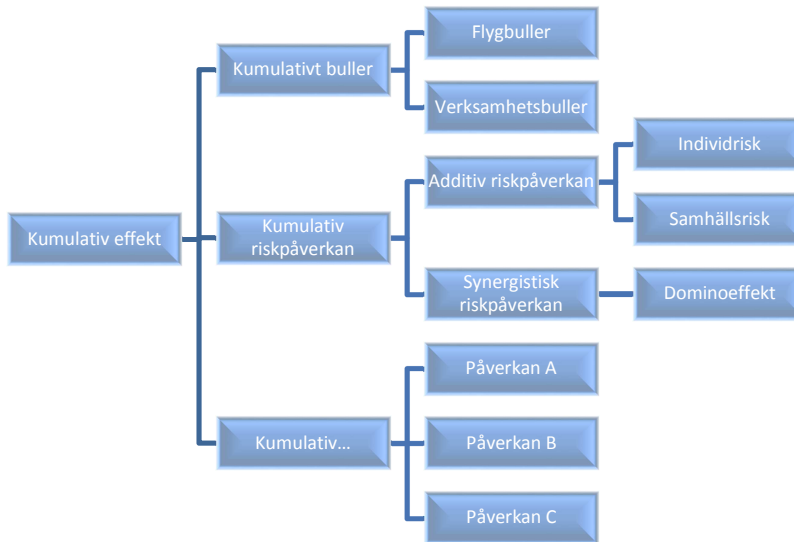 Kumulativ effekt
Kumulativt buller
Flygbuller
Verksamhetsbuller
Kumulativ
riskpåverkan
Additiv riskpåverkan
Individrisk
Samhällsrisk
Synergistisk
riskpåverkan
Dominoeffekt
Kumulativ...
Påverkan A
Påverkan B
Påverkan C